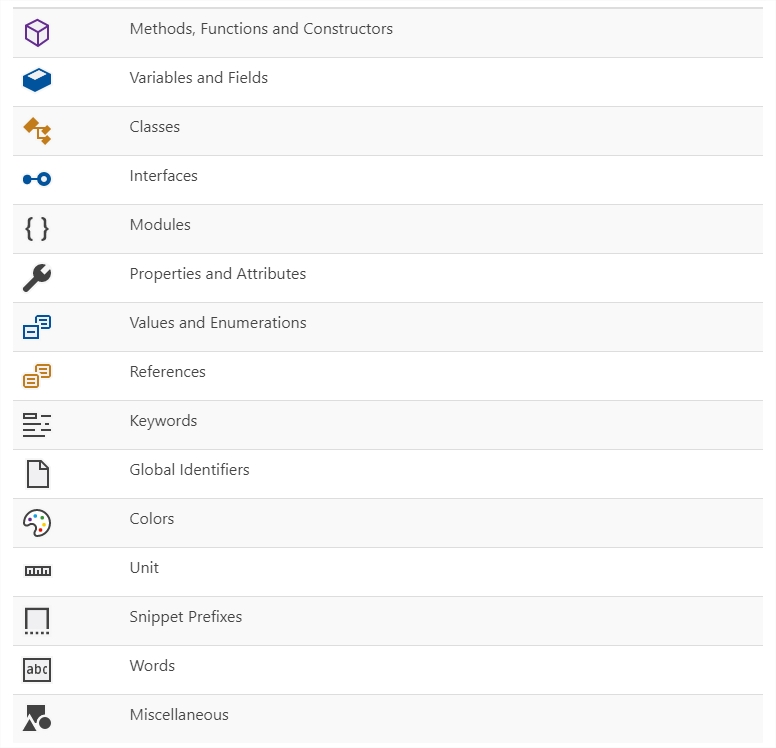 Methods, Functions and Constructors
Variables and Fields
Classes
Interfaces
{ } Modules
Properties and Attributes
Values and Enumerations
References
Keywords
Global Identifiers
Colors
Unit
Snippet Prefixes
abc Words
Miscellaneous